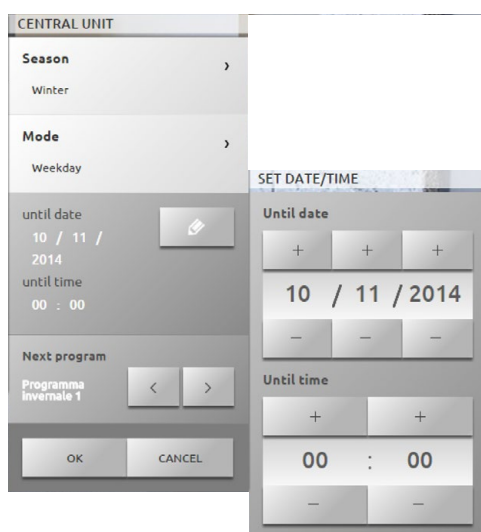 CENTRAL UNIT
Season
Winter
Mode
Weekday
until date
10 / 11 /
2014
until time
00 : 00
Next program
Programma
invernale 1
< >
OK CANCEL
SET DATE/TIME
Until date
+ + +
10 / 11 / 2014
− − −
Until time
+ +
00 : 00
− −